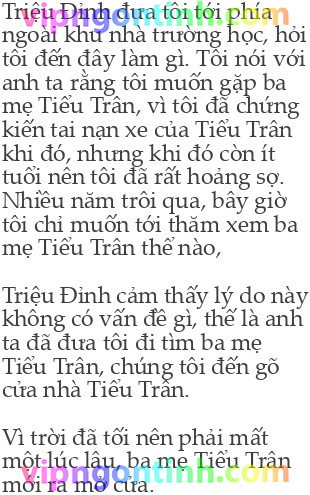 Triệu Đinh đưa tôi tới phía
vipngontinh.com
ngoài khu nhà trường học, hỏi
tôi đến đây làm gì. Tôi nói với
anh ta rằng tôi muốn gặp ba
mẹ Tiểu Trân, vì tôi đã chứng
kiến tai nạn xe của Tiểu Trân
khi đó, nhưng khi đó còn ít
tuổi nên tôi đã rất hoảng sợ.
Nhiều năm trôi qua, bây giờ
tôi chỉ muốn tới thăm xem ba
mẹ Tiểu Trân thế nào,
Triệu Đinh cảm thấy lý do này
không có vấn đề gì, thế là anh
ta đã đưa tôi đi tìm ba mẹ
Tiểu Trân, chúng tôi đến gõ
cửa nhà Tiểu Trân.
Vì trời đã tối nên phải mất
một lúc lâu, ba mẹ Tiểu Trân
vipngontinh.com
mới ra mở cửa.